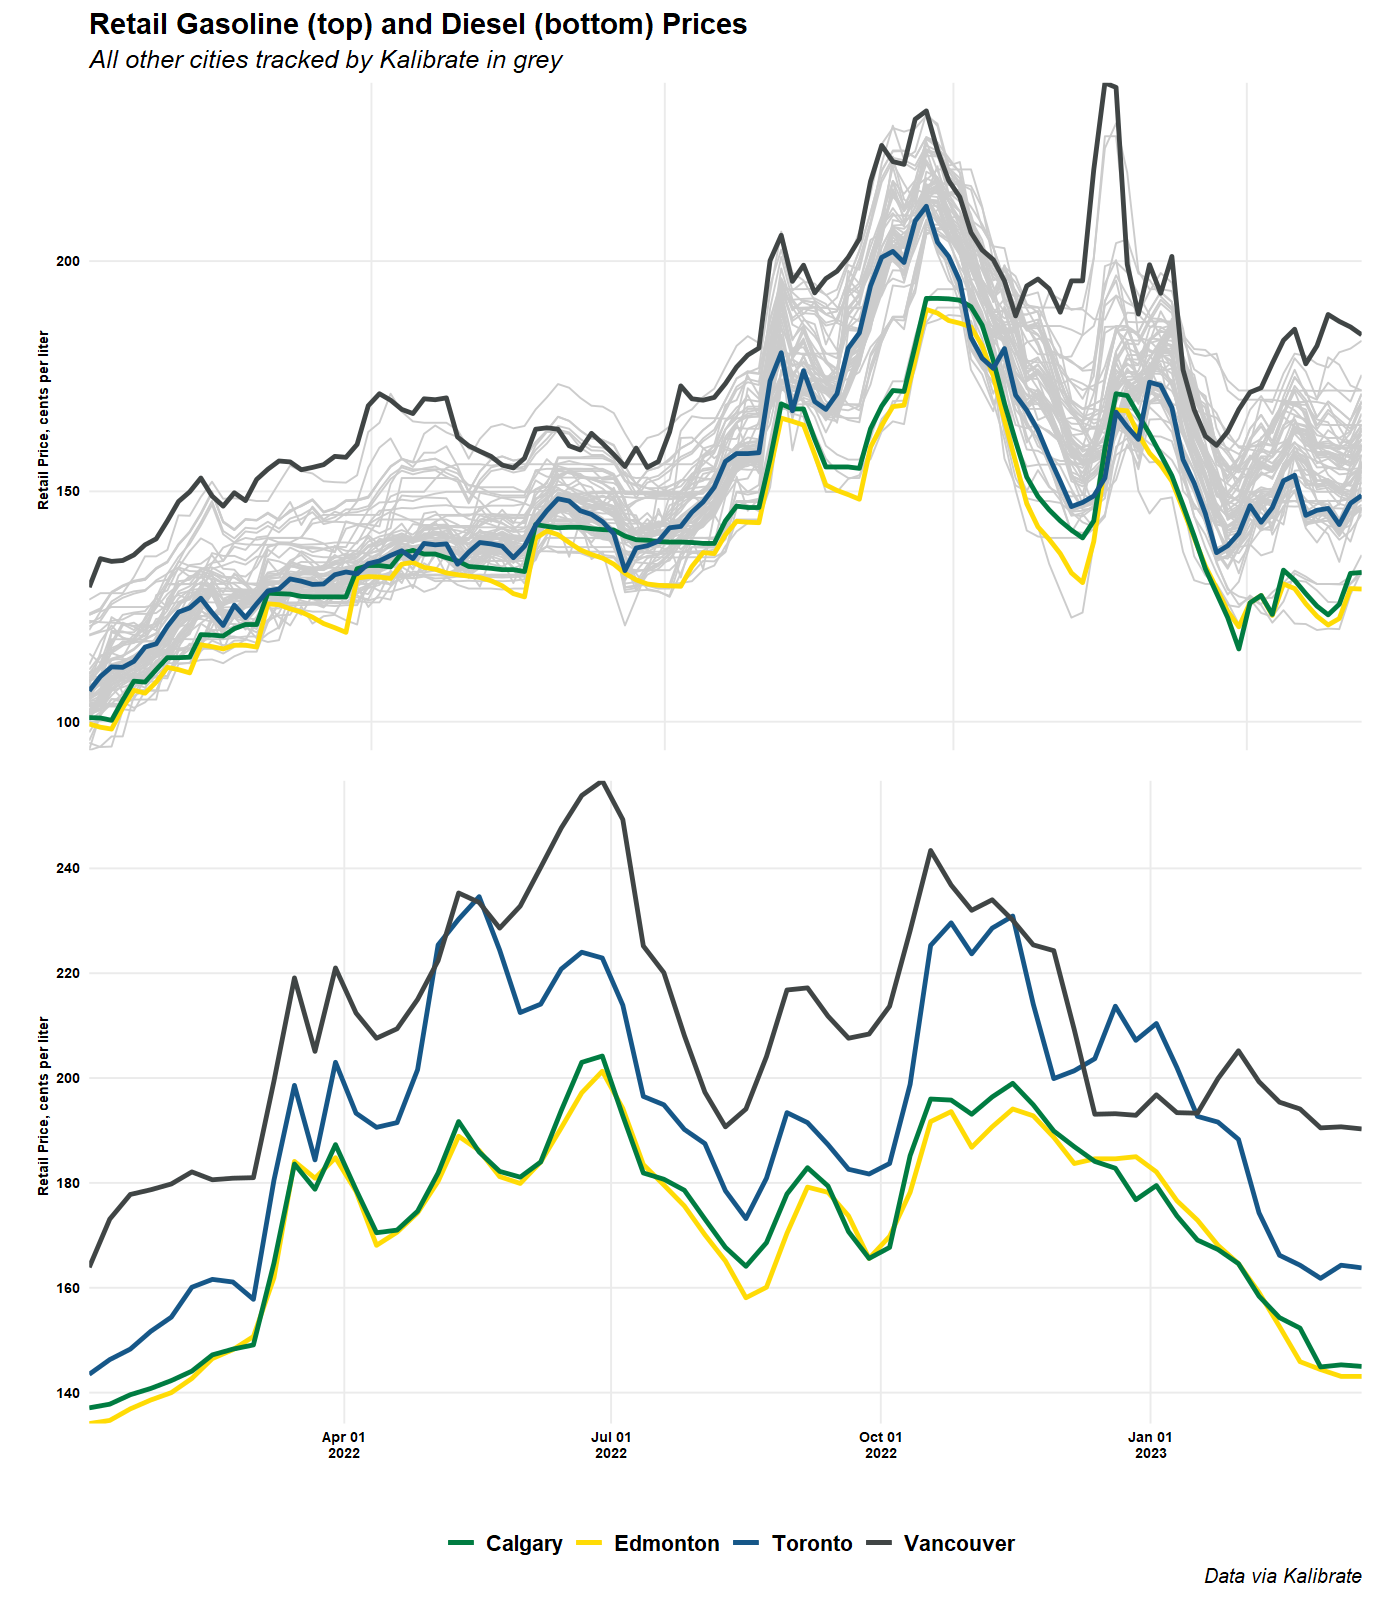 Retail Gasoline (top) and Diesel (bottom) Prices
All other cities tracked by Kalibrate in grey
Retail Price, cents per liter
200
150
100
Retail Price, cents per liter
240
220
200
180
160
140
Apr 01
2022
Jul 01
2022
Oct 01
2022
Jan 01
2023
Calgary
Edmonton
Toronto
Vancouver
Data via Kalibrate